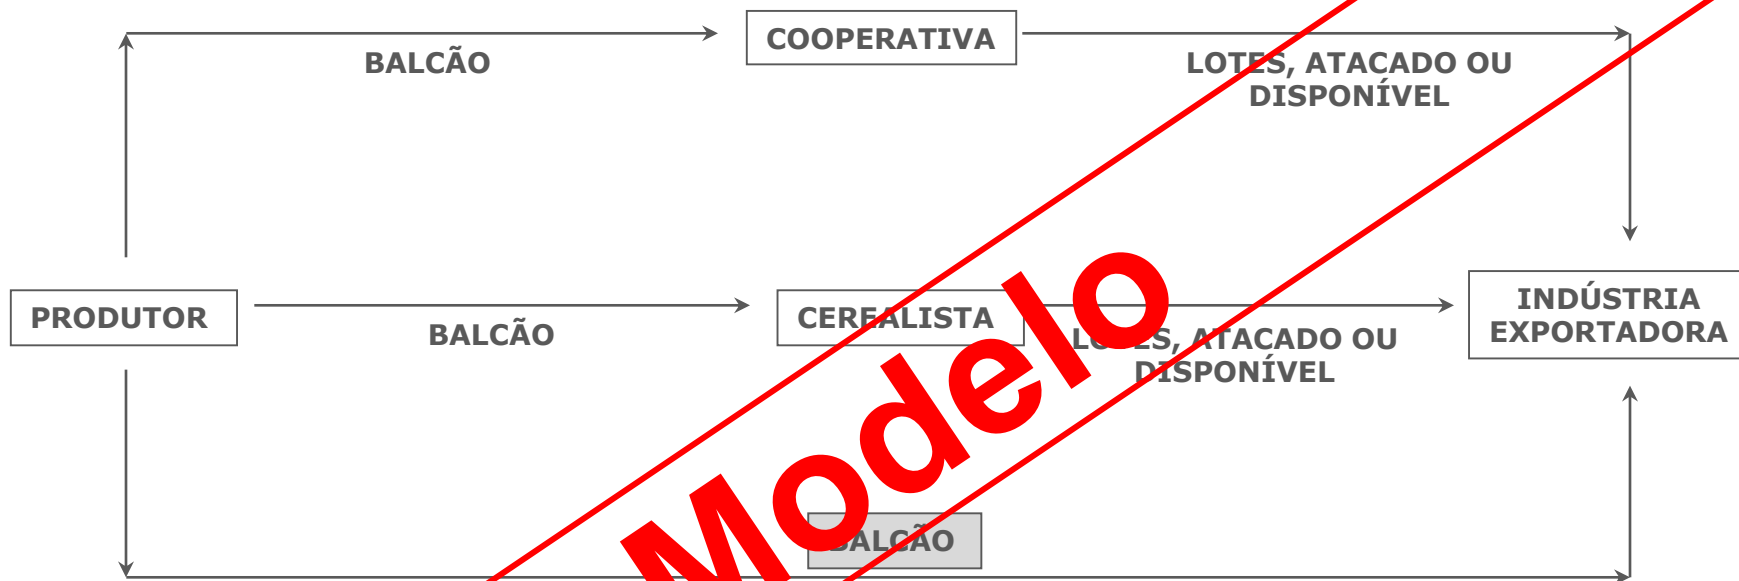 COOPERATIVA
BALCÃO
LOTES, ATACADO OU
DISPONÍVEL
PRODUTOR
BALCÃO
CEREALISTA
LOTES, ATACADO OU
DISPONÍVEL
INDÚSTRIA
EXPORTADORA
BALCÃO
Modelo